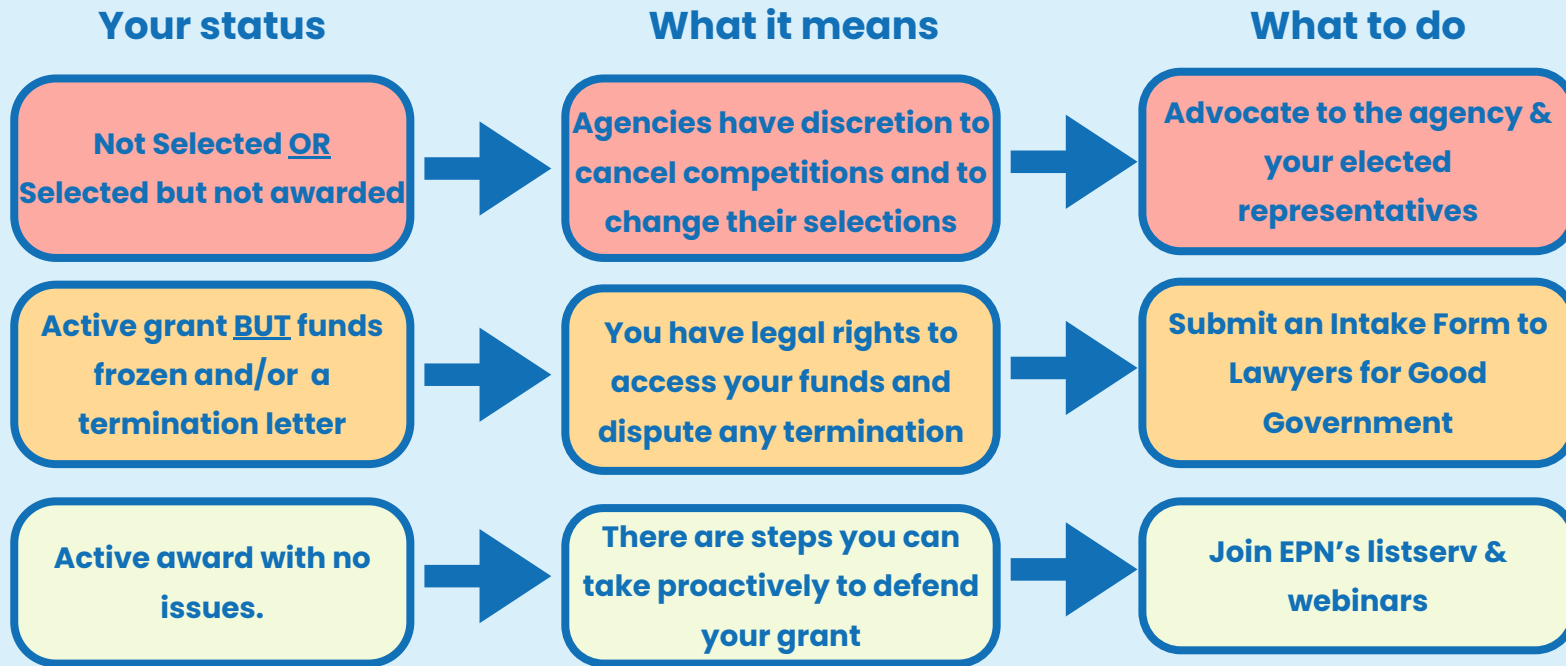 Your status
What it means
What to do
Not Selected OR
Selected but not awarded
Agencies have discretion to
cancel competitions and to
change their selections
Advocate to the agency &
your elected
representatives
Active grant BUT funds
frozen and/or a
termination letter
You have legal rights to
access your funds and
dispute any termination
Submit an Intake Form to
Lawyers for Good
Government
Active award with no
issues.
There are steps you can
take proactively to defend
your grant
Join EPN’s listserv &
webinars